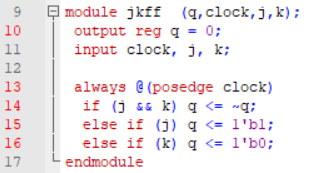 9 module jkff (q,clock,j,k);
10 output reg q = 0;
11 input clock, j, k;
12
13 always @(posedge clock)
14 if (j && k) q <= ~q;
15 else if (j) q <= 1'b1;
16 else if (k) q <= 1'b0;
17 endmodule